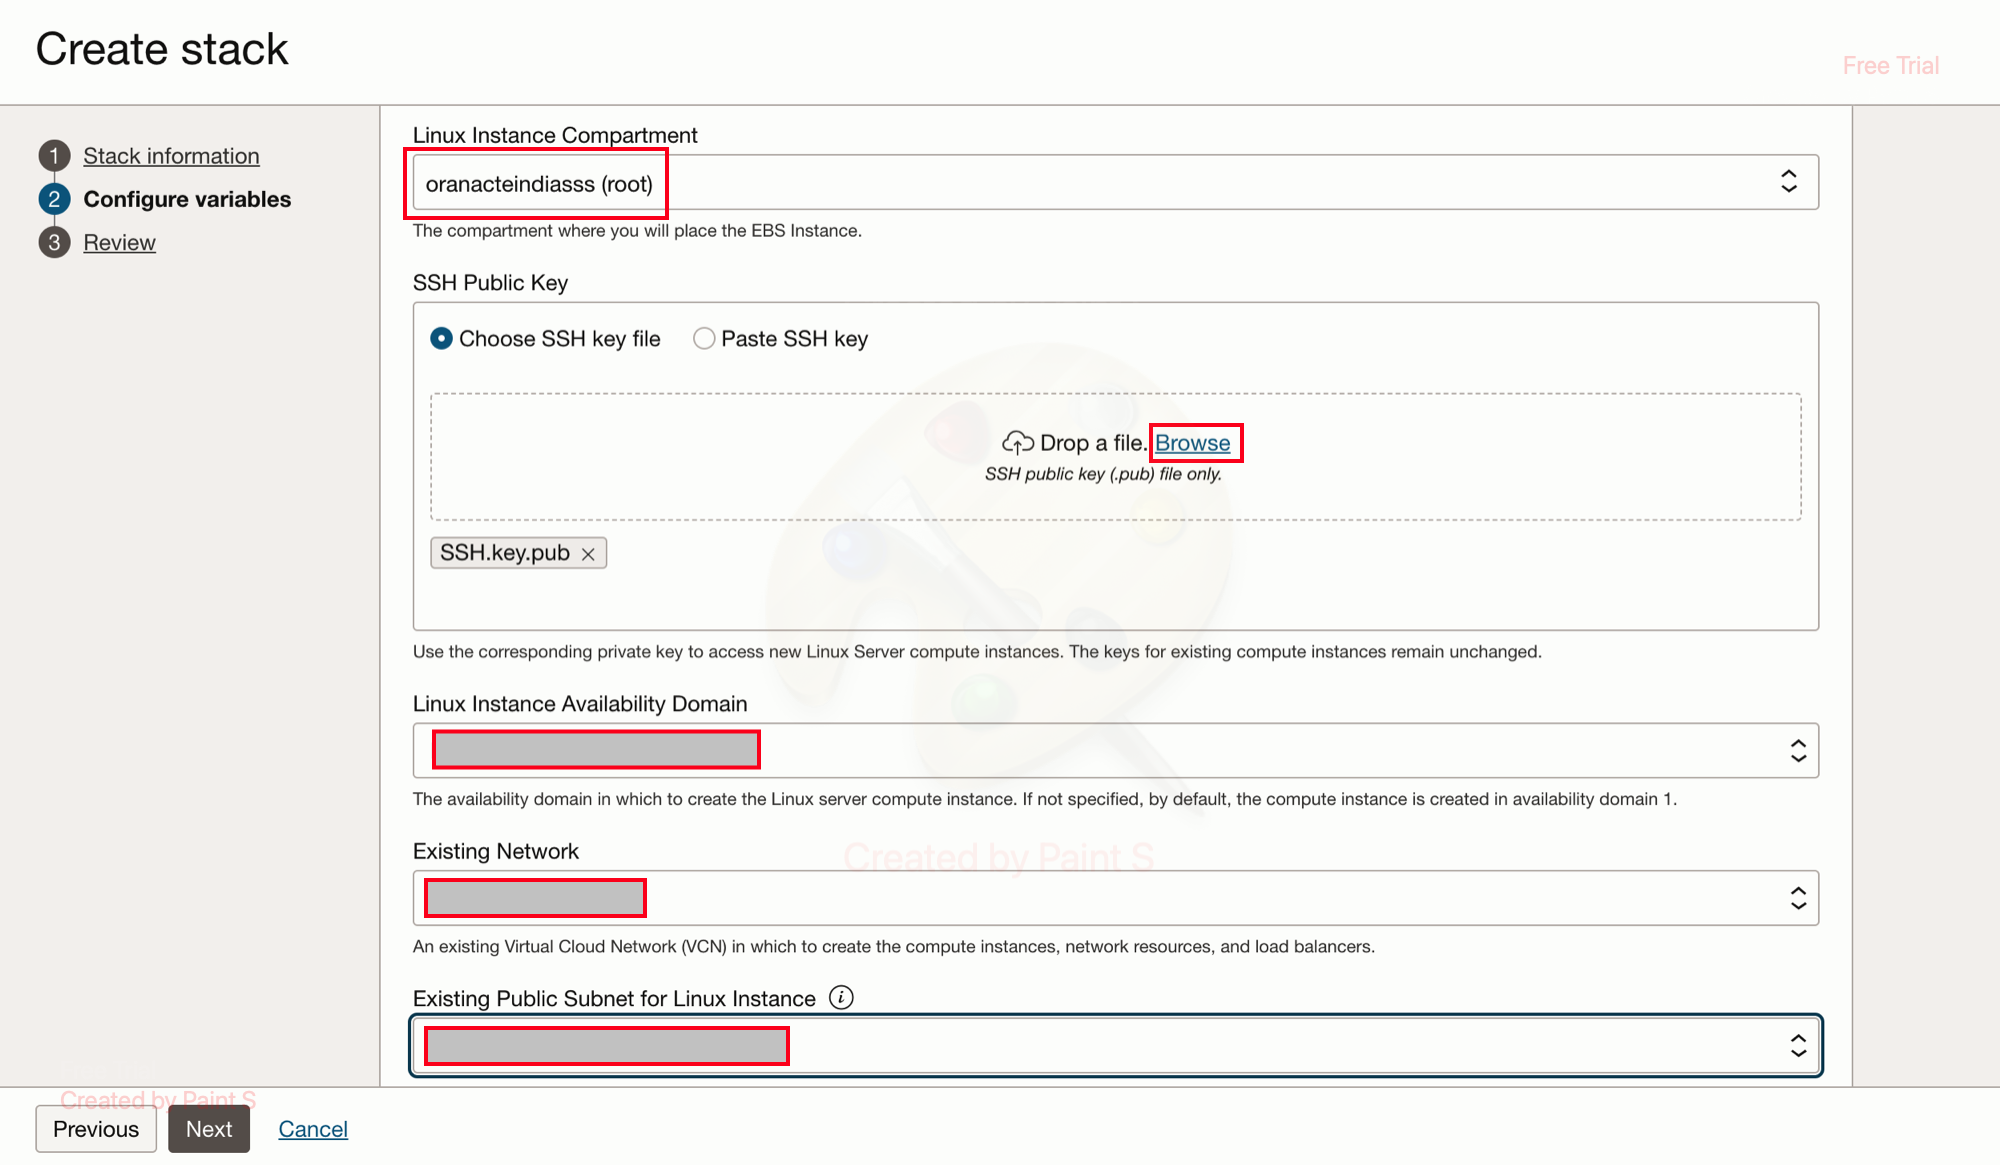 Create stack
Free Trial
1 Stack information
2 Configure variables
3 Review
Linux Instance Compartment
oranacteindiasss (root)
The compartment where you will place the EBS Instance.
SSH Public Key
Choose SSH key file Paste SSH key
Drop a file. Browse
SSH public key (.pub) file only.
SSH.key.pub ×
Use the corresponding private key to access new Linux Server compute instances. The keys for existing compute instances remain unchanged.
Linux Instance Availability Domain
The availability domain in which to create the Linux server compute instance. If not specified, by default, the compute instance is created in availability domain 1.
Created by Paint S
Existing Network
An existing Virtual Cloud Network (VCN) in which to create the compute instances, network resources, and load balancers.
Existing Public Subnet for Linux Instance i
Created by Paint S
Previous Next Cancel